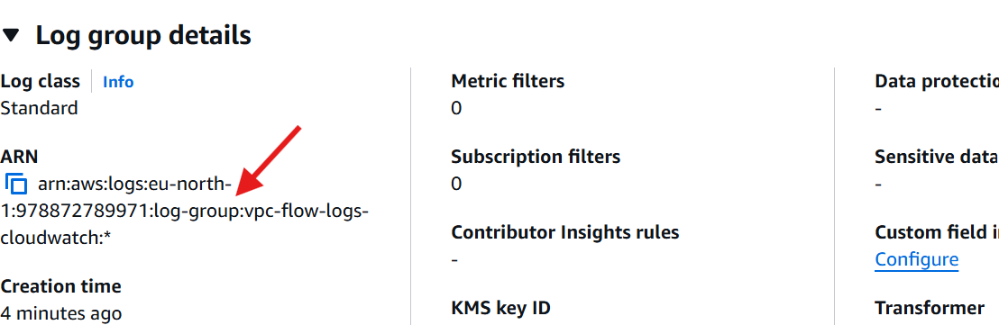 Log group details
Log class
Info
Standard
ARN
arn:aws:logs:eu-north-
1:978872789971:log-group:vpc-flow-logs-
cloudwatch:*
Creation time
4 minutes ago
Metric filters
0
Subscription filters
0
Contributor Insights rules
-
KMS key ID
Data protectio
-
Sensitive data
-
Custom field i
Configure
Transformer